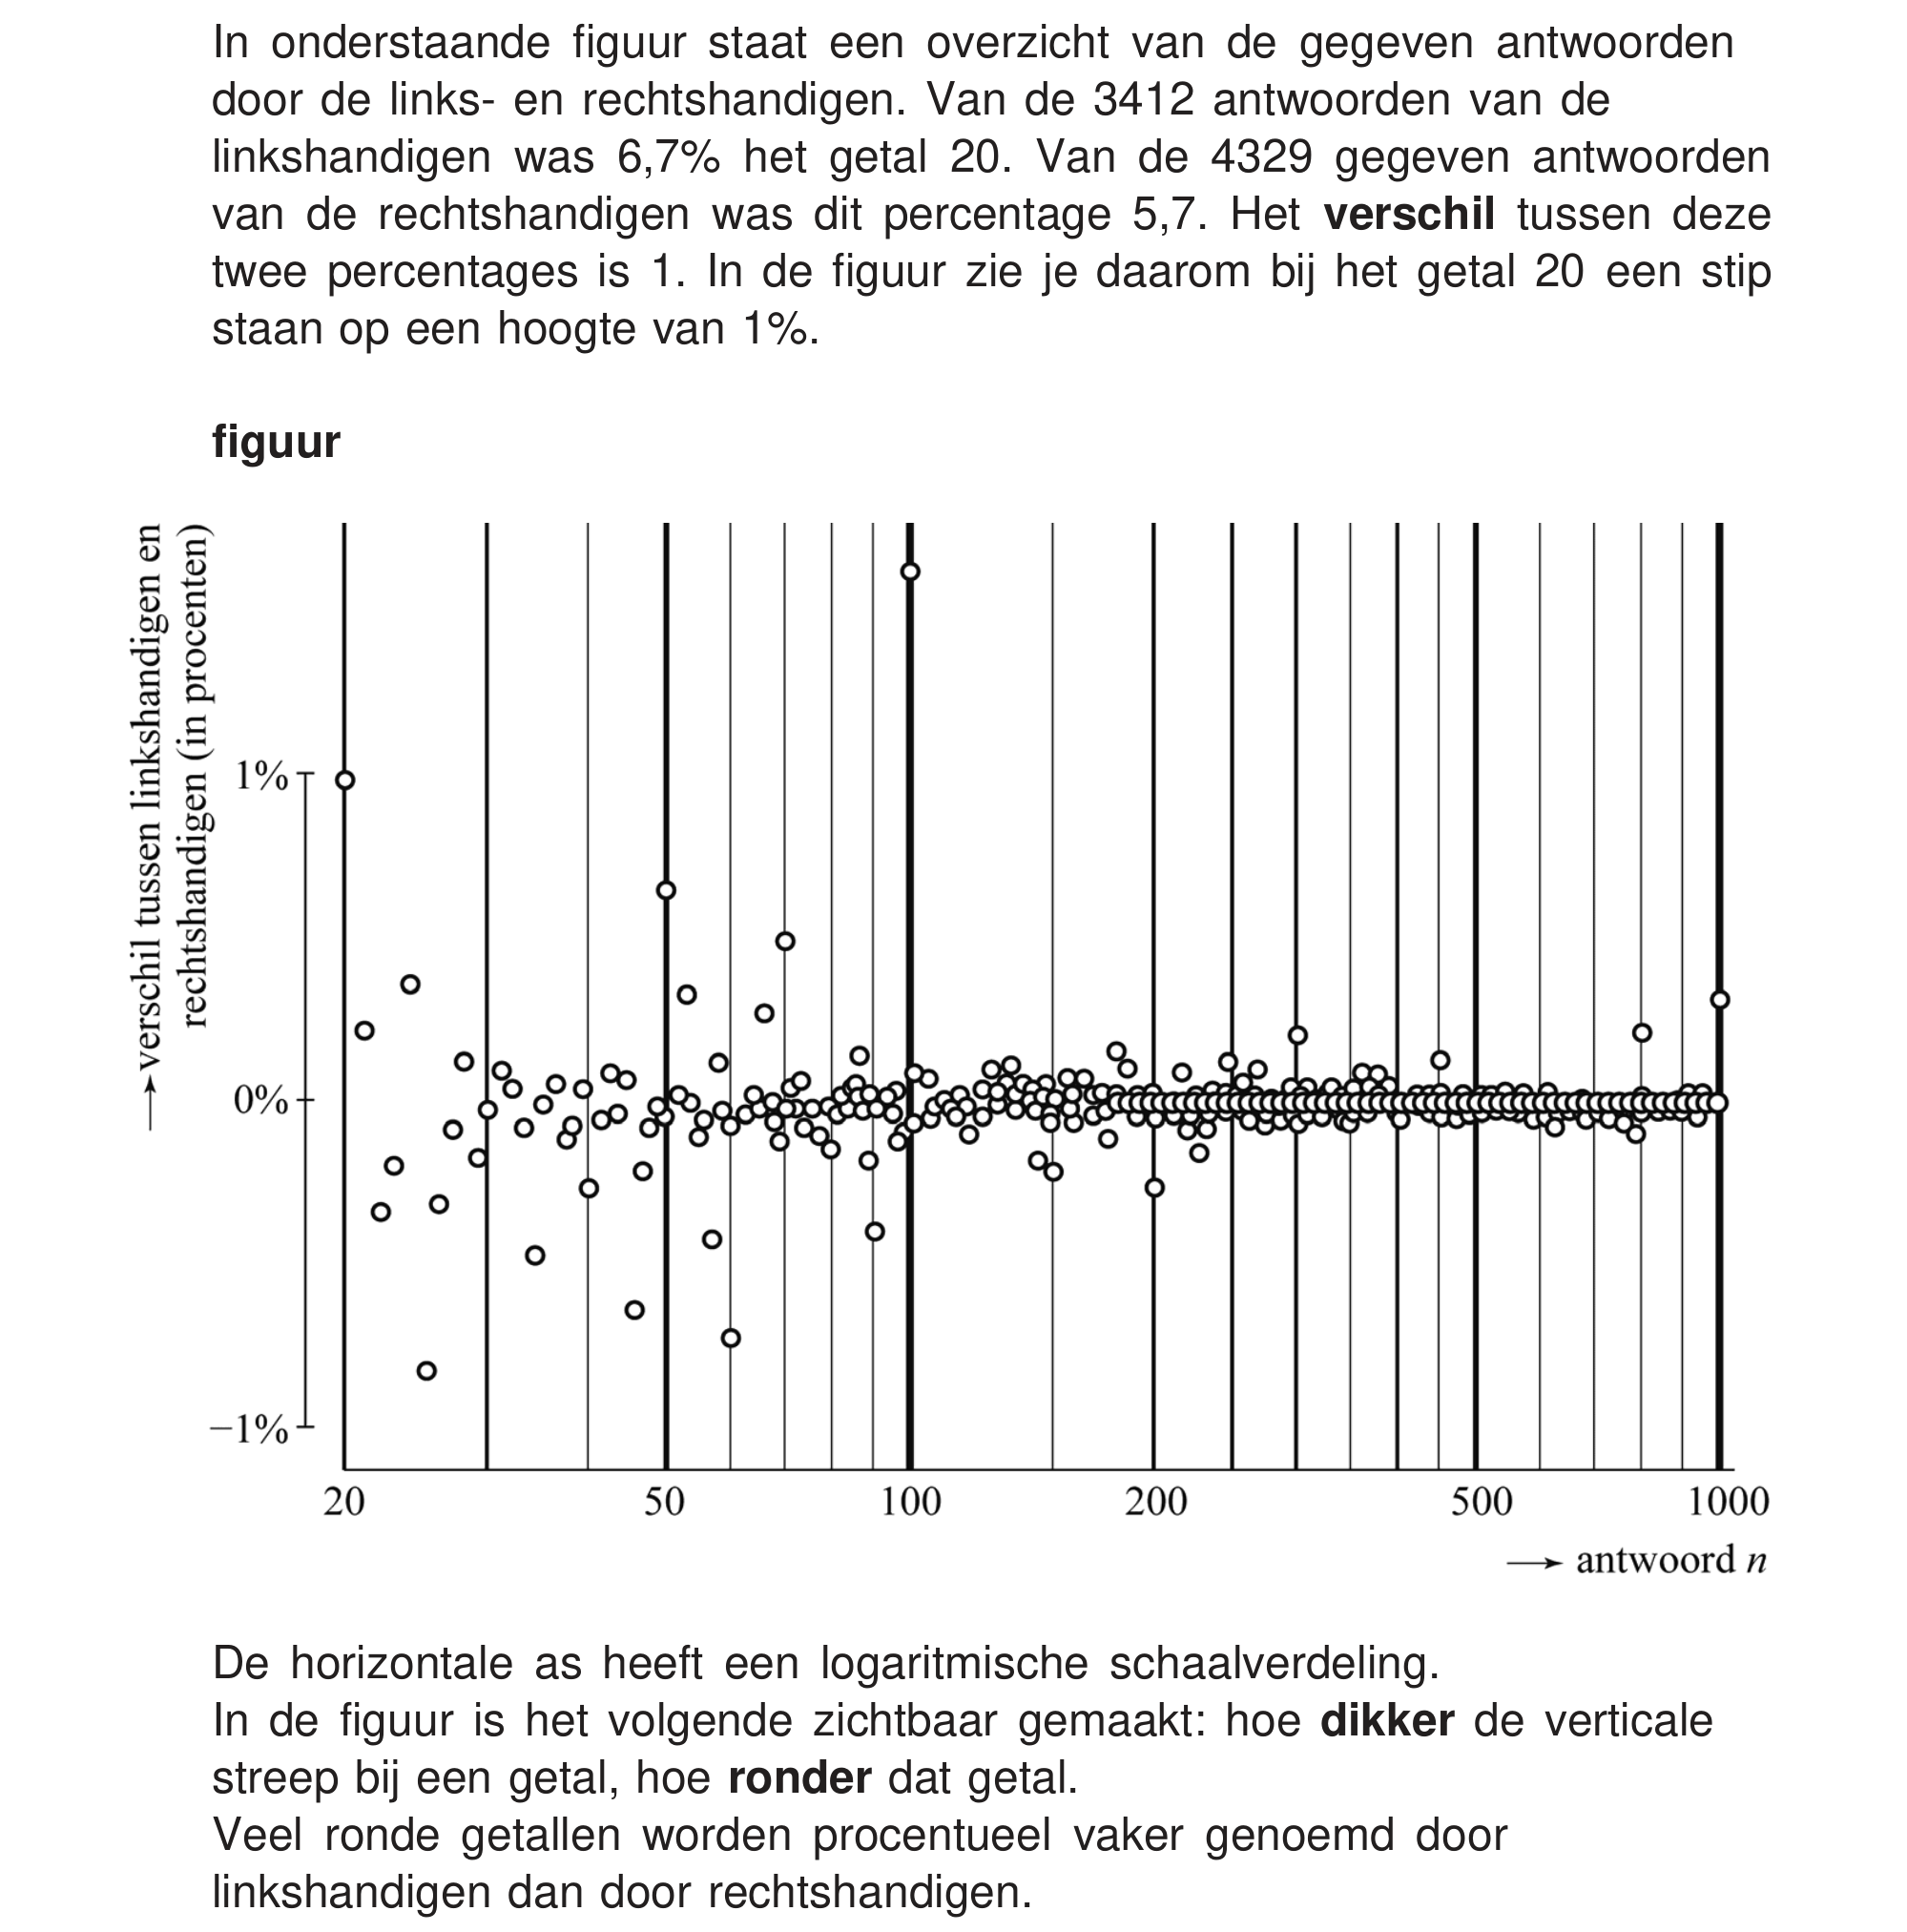 In onderstaande figuur staat een overzicht van de gegeven antwoorden
door de links- en rechtshandigen. Van de 3412 antwoorden van de
linkshandigen was 6,7% het getal 20. Van de 4329 gegeven antwoorden
van de rechtshandigen was dit percentage 5,7. Het verschil tussen deze
twee percentages is 1. In de figuur zie je daarom bij het getal 20 een stip
staan op een hoogte van 1%.
figuur
verschil tussen linkshandigen en
rechtshandigen (in procenten)
1%
0%
−1%
20 50 100 200 500 1000
antwoord n
De horizontale as heeft een logaritmische schaalverdeling.
In de figuur is het volgende zichtbaar gemaakt: hoe dikker de verticale
streep bij een getal, hoe ronder dat getal.
Veel ronde getallen worden procentueel vaker genoemd door
linkshandigen dan door rechtshandigen.